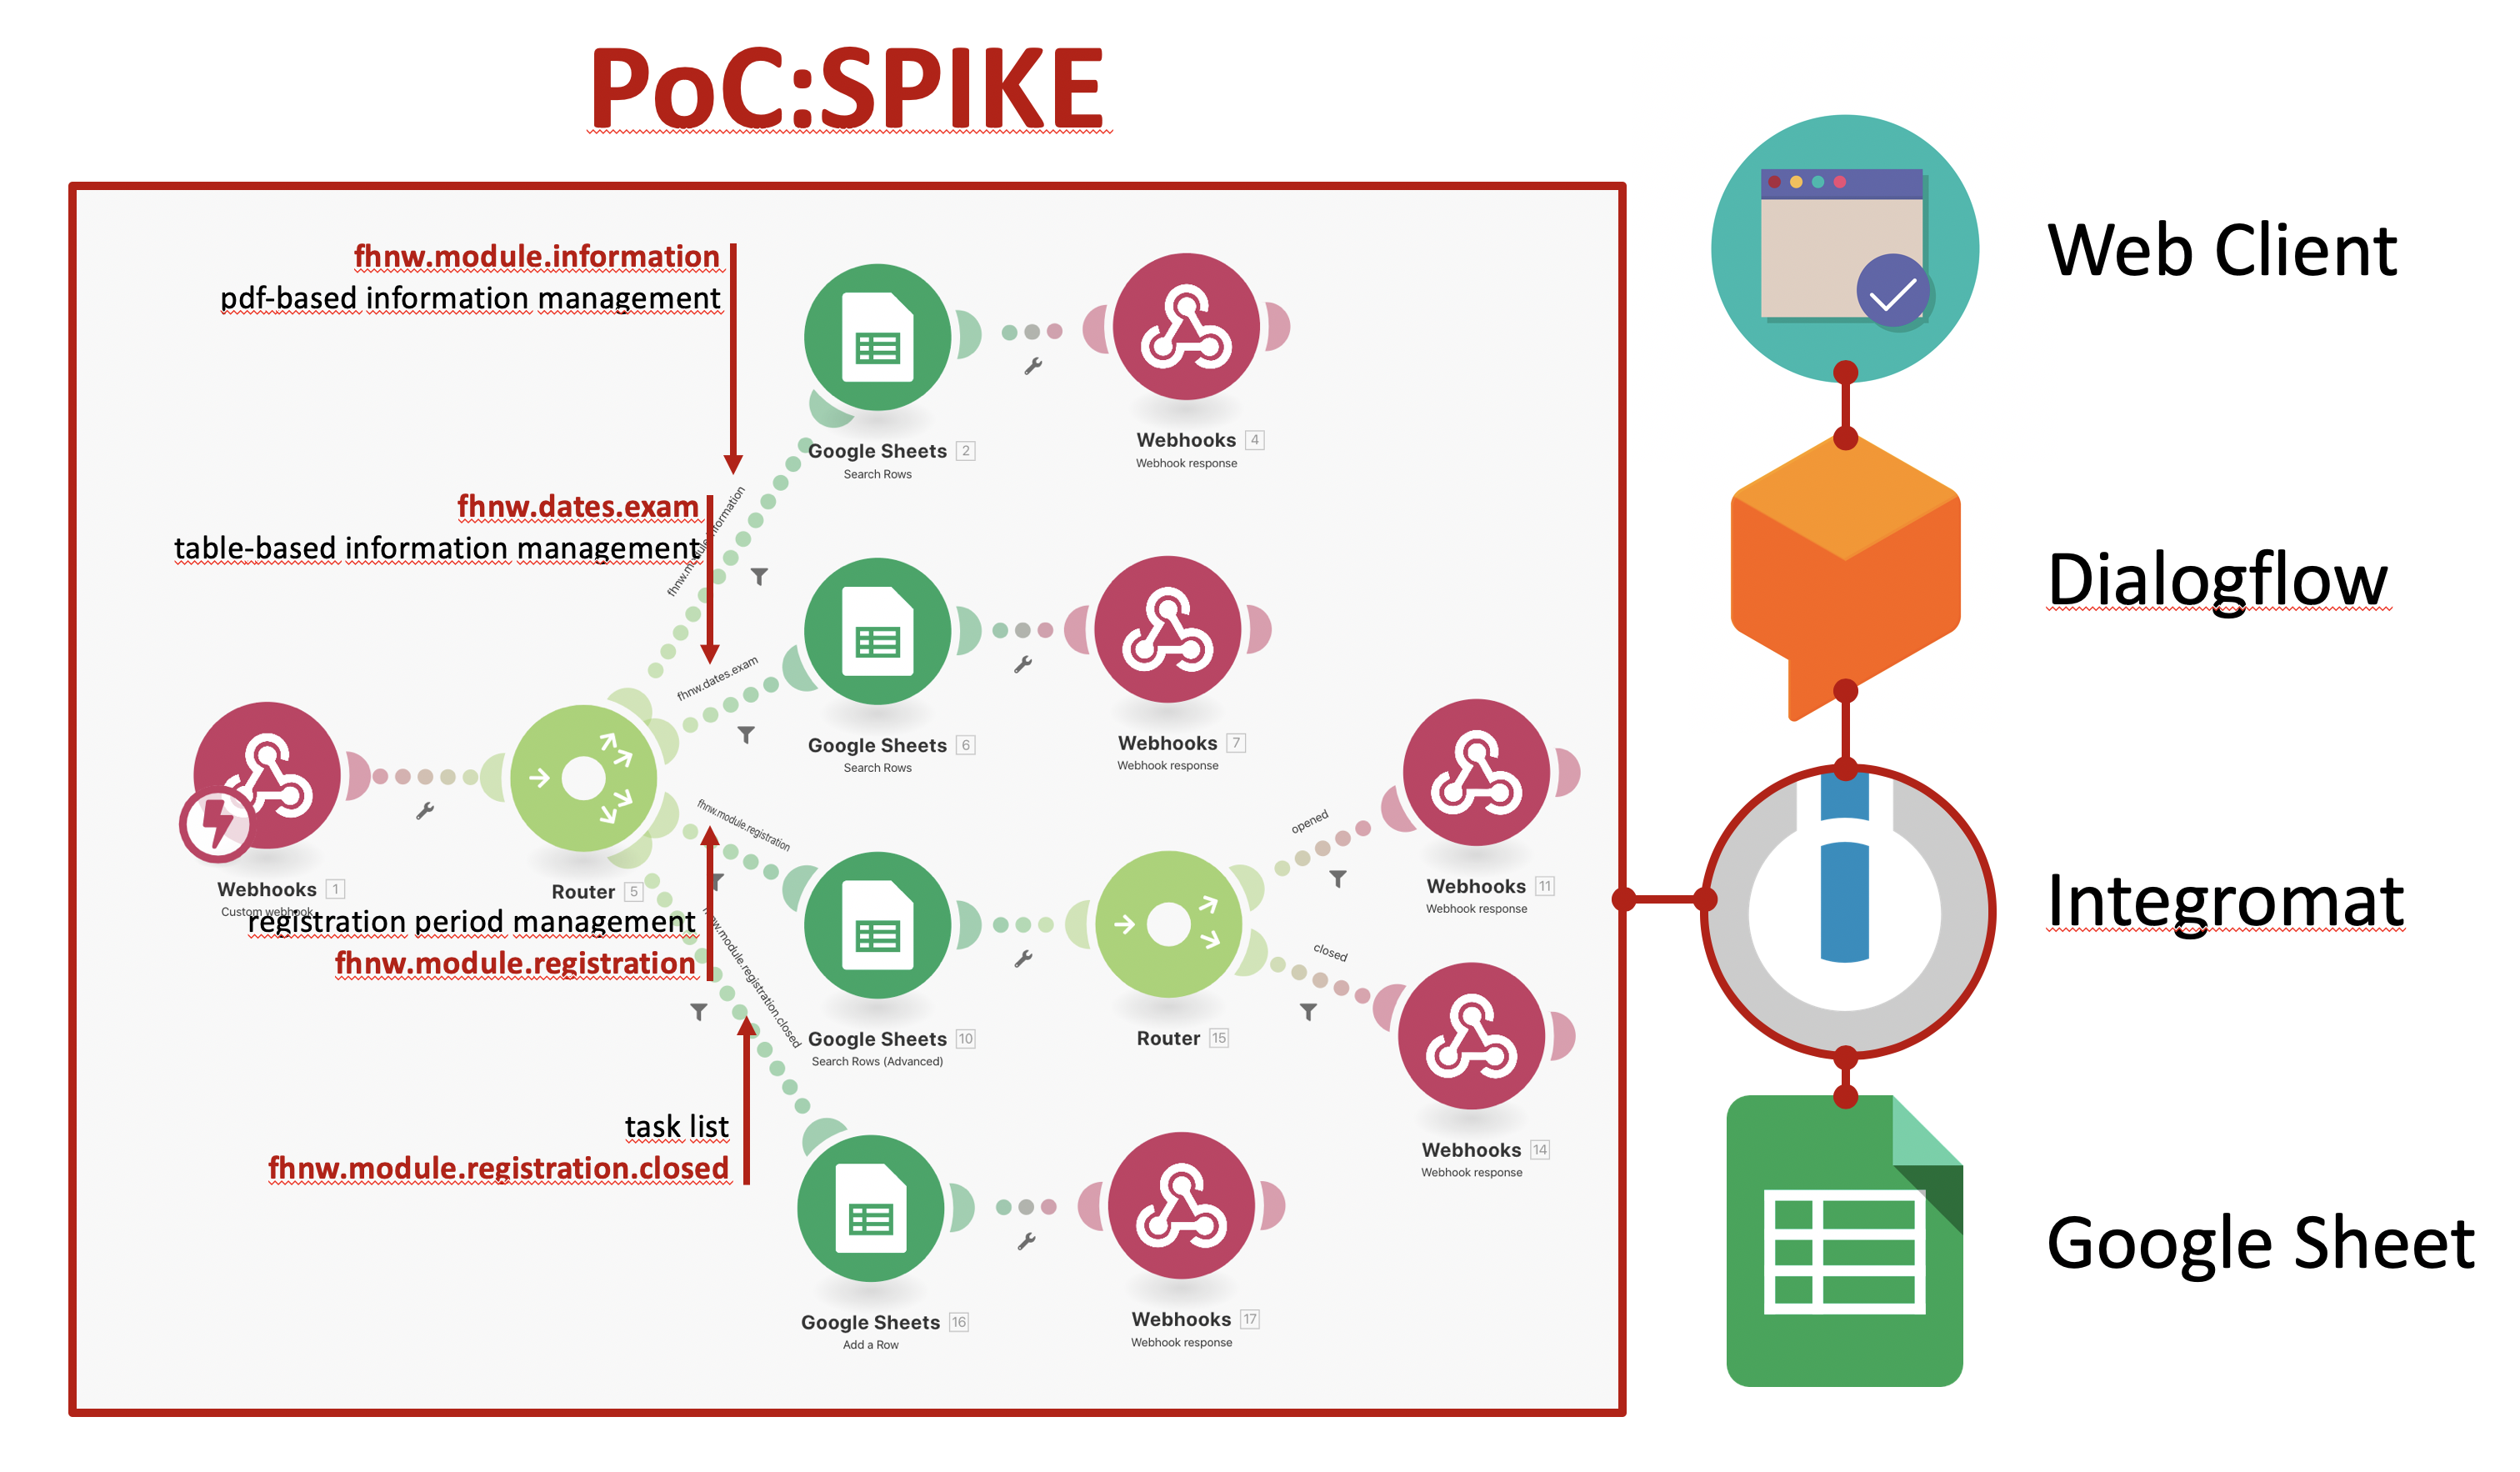 PoC:SPIKE
fhnw.module.information
pdf-based information management
Google Sheets 2
Search Rows
Webhooks 4
Webhook response
fhnw.module.information
fhnw.dates.exam
table-based information management
fhnw.dates.exam
Google Sheets 6
Search Rows
Webhooks 7
Webhook response
Webhooks 1
Custom webhook
Router 5
fhnw.module.registration
registration period management
fhnw.module.registration
fhnw.module.registration.closed
Google Sheets 10
Search Rows (Advanced)
Router 15
opened
Webhooks 11
Webhook response
closed
Webhooks 14
Webhook response
task list
fhnw.module.registration.closed
Google Sheets 16
Add a Row
Webhooks 17
Webhook response
Web Client
Dialogflow
Integromat
Google Sheet